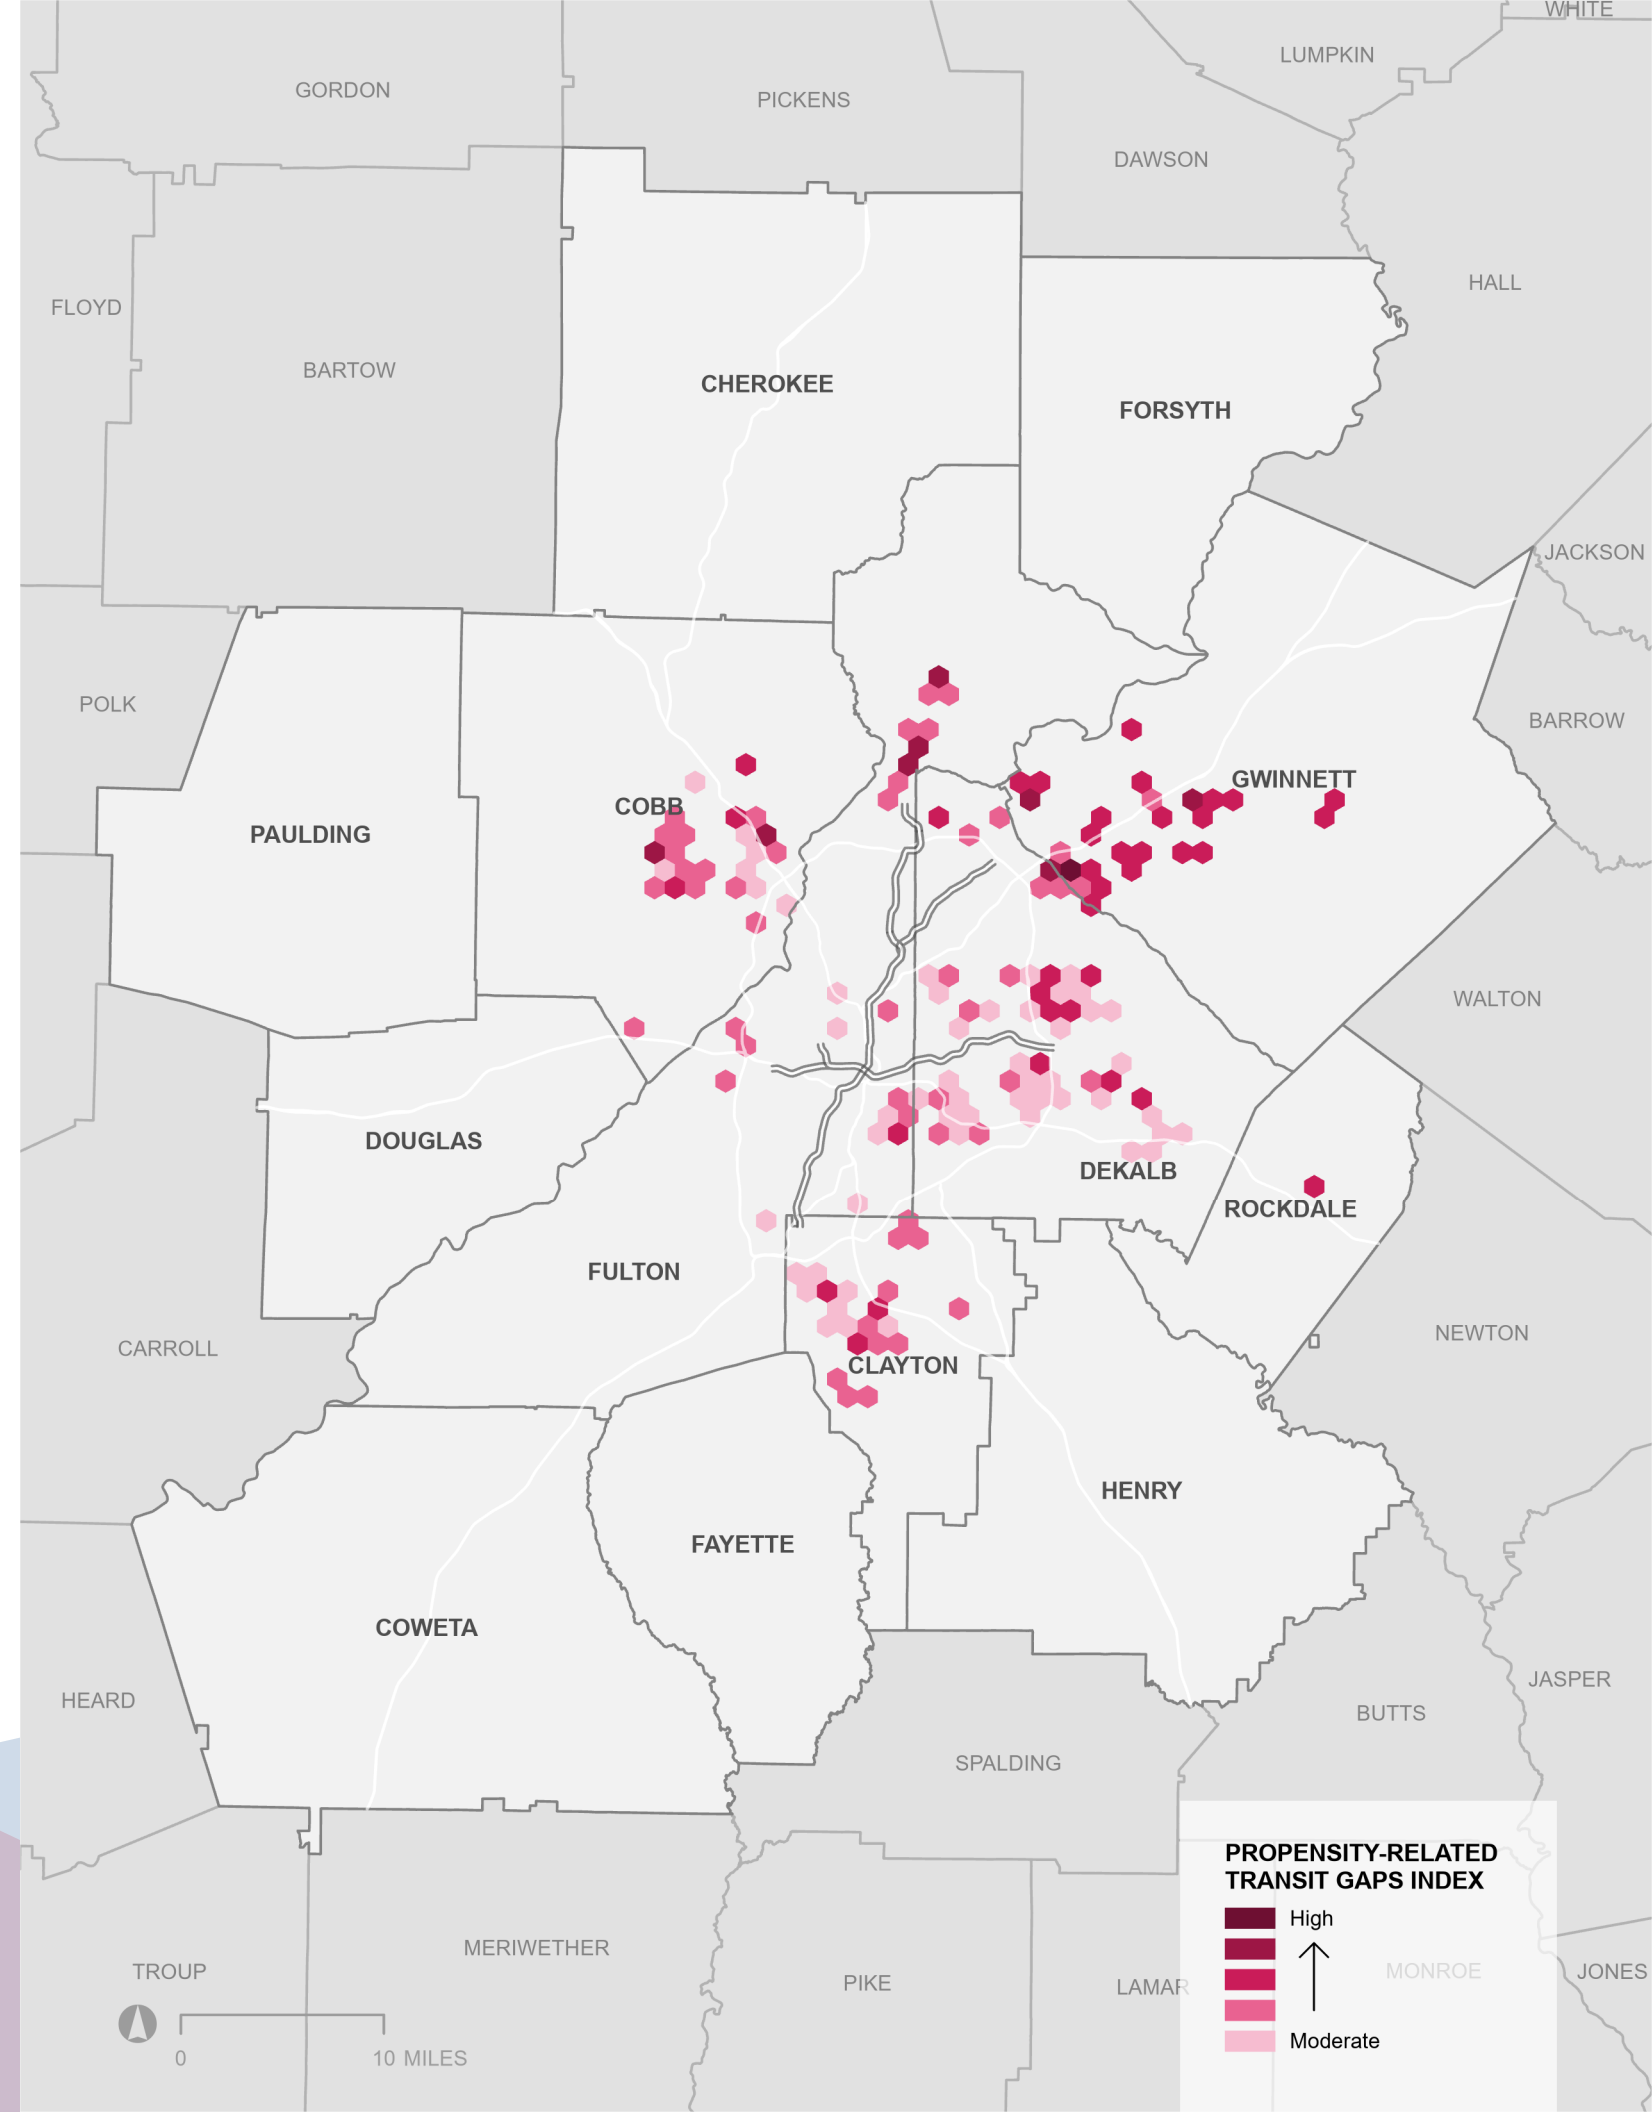 WHITE
LUMPKIN
GORDON
PICKENS
DAWSON
HALL
FLOYD
BARTOW
CHEROKEE
FORSYTH
JACKSON
POLK
BARROW
GWINNETT
COBB
PAULDING
WALTON
DOUGLAS
DEKALB
ROCKDALE
FULTON
NEWTON
CARROLL
CLAYTON
HENRY
FAYETTE
COWETA
JASPER
HEARD
BUTTS
SPALDING
PROPENSITY-RELATED
TRANSIT GAPS INDEX
High
Moderate
MERIWETHER
TROUP
PIKE
LAMAR
MONROE
JONES
0 10 MILES